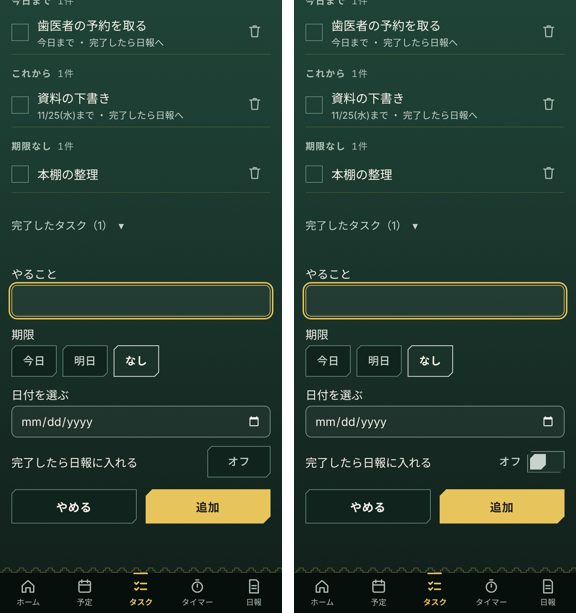 今日まで 1件
歯医者の予約を取る
今日まで ・ 完了したら日報へ
これから 1件
資料の下書き
11/25(水)まで ・ 完了したら日報へ
期限なし 1件
本棚の整理
完了したタスク（1） ▼
やること
期限
今日 明日 なし
日付を選ぶ
mm/dd/yyyy
完了したら日報に入れる オフ
やめる 追加
ホーム 予定 タスク タイマー 日報
今日まで 1件
歯医者の予約を取る
今日まで ・ 完了したら日報へ
これから 1件
資料の下書き
11/25(水)まで ・ 完了したら日報へ
期限なし 1件
本棚の整理
完了したタスク（1） ▼
やること
期限
今日 明日 なし
日付を選ぶ
mm/dd/yyyy
完了したら日報に入れる オフ
やめる 追加
ホーム 予定 タスク タイマー 日報